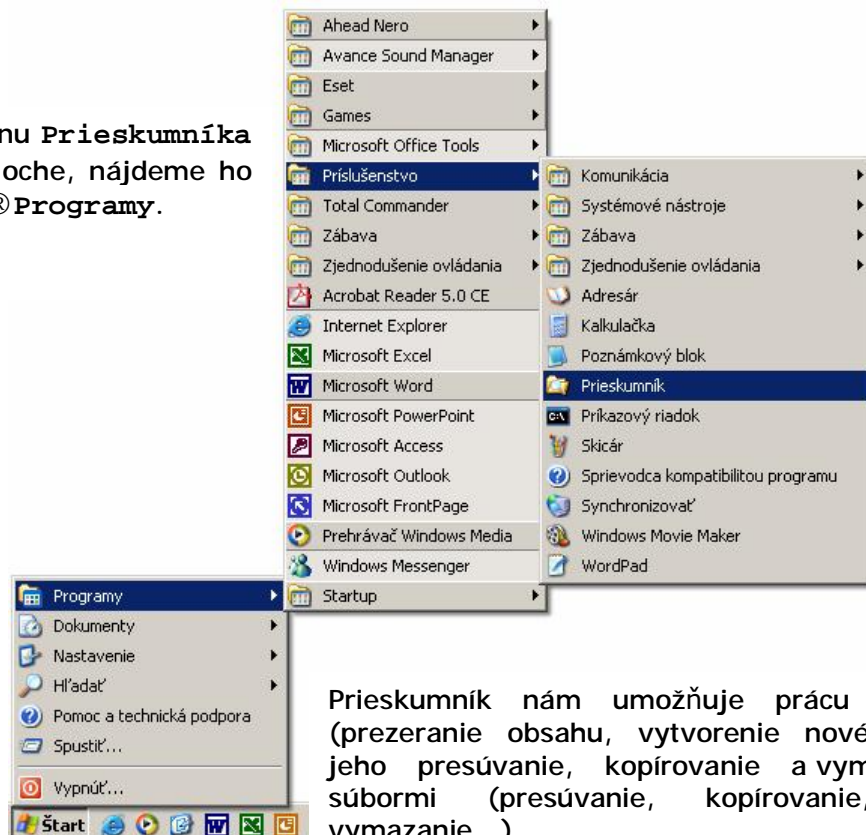 Ahead Nero
Avance Sound Manager
Eset
Games
Microsoft Office Tools
Príslušenstvo
Total Commander
Zábava
Zjednodušenie ovládania
Acrobat Reader 5.0 CE
Internet Explorer
Microsoft Excel
Microsoft Word
Microsoft PowerPoint
Microsoft Access
Microsoft Outlook
Microsoft FrontPage
Prehrávač Windows Media
Windows Messenger
Startup
nu Prieskumníka
oche, nájdeme ho
®Programy.
Komunikácia
Systémové nástroje
Zábava
Zjednodušenie ovládania
Adresár
Kalkulačka
Poznámkový blok
Prieskumník
Príkazový riadok
Skicár
Sprievodca kompatibilitou programu
Synchronizovať
Windows Movie Maker
WordPad
Programy
Dokumenty
Nastavenie
Hľadať
Pomoc a technická podpora
Spustiť...
Vypnúť...
Štart
Prieskumník nám umožňuje prácu
(prezeranie obsahu, vytvorenie nové
jeho presúvanie, kopírovanie a vym
súbormi (presúvanie, kopírovanie,
vymazanie...)